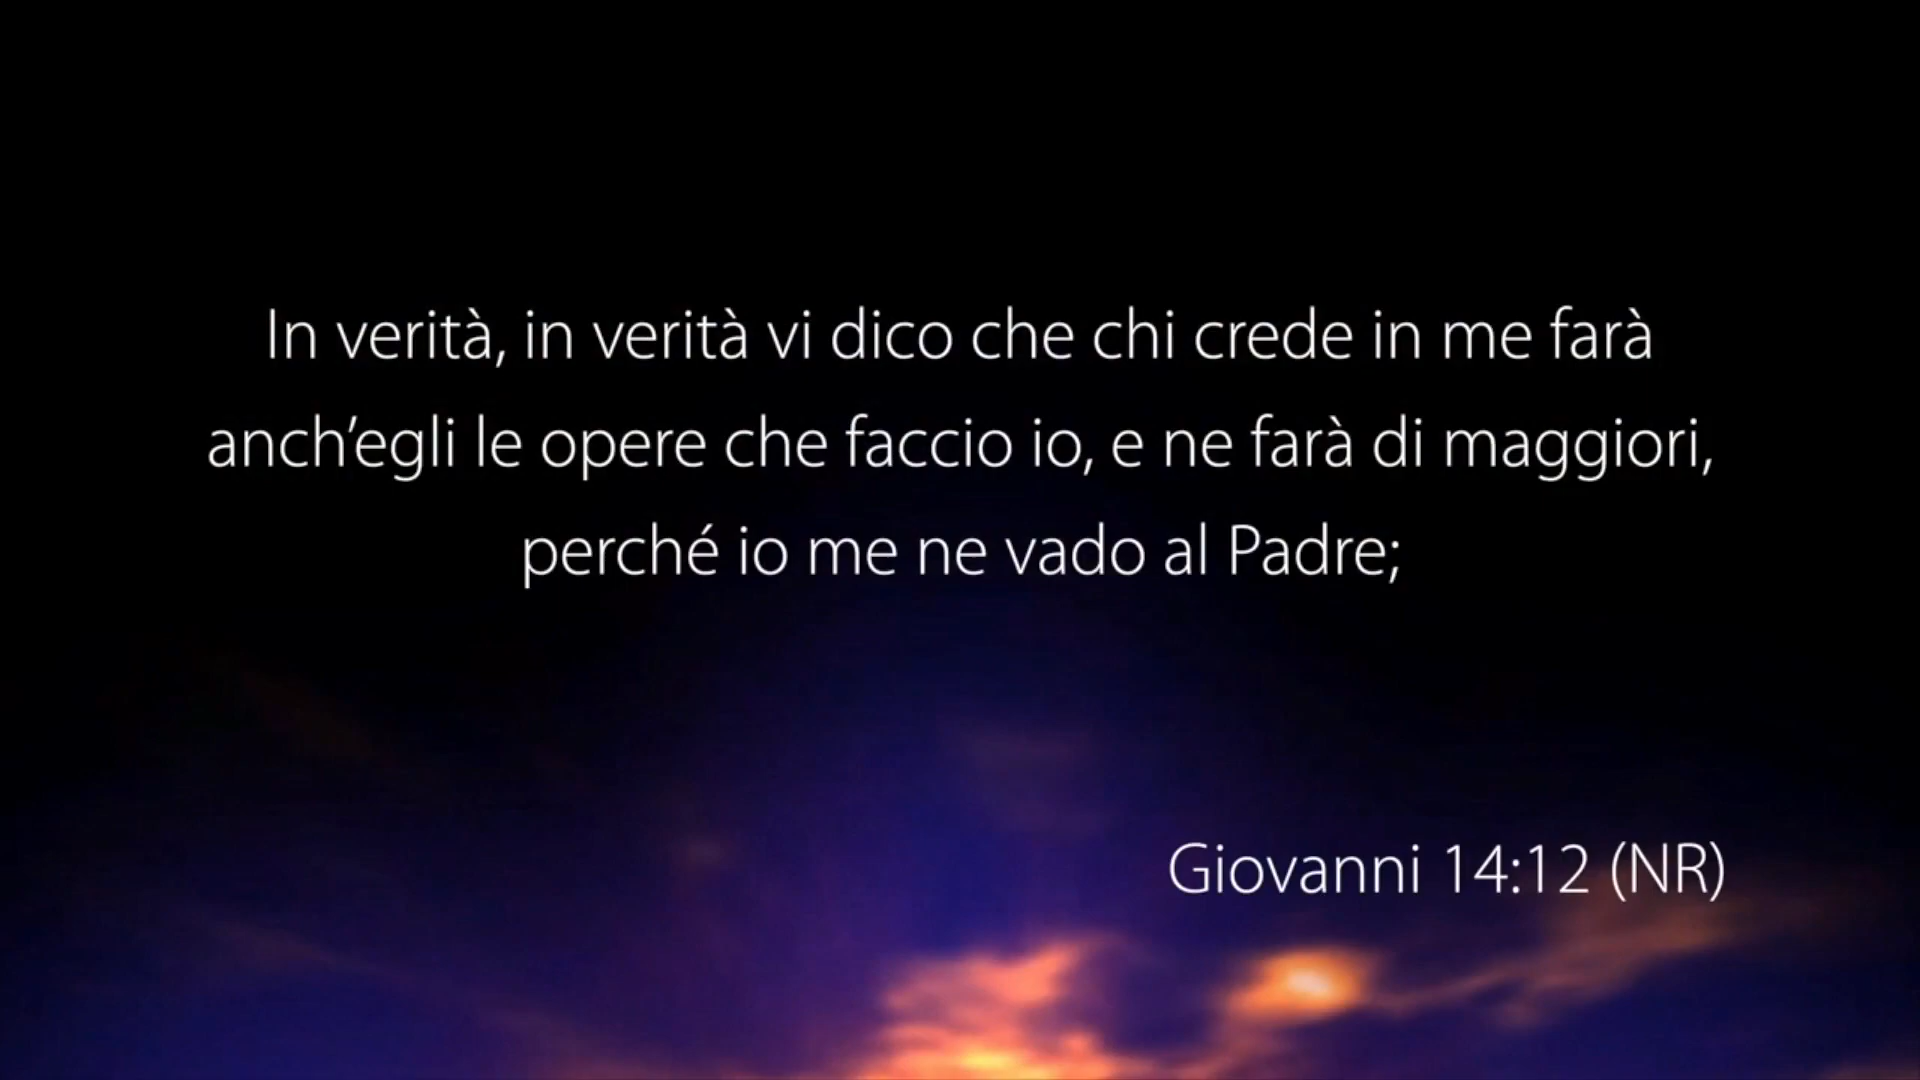 In verità, in verità vi dico che chi crede in me farà
anch’egli le opere che faccio io, e ne farà di maggiori,
perché io me ne vado al Padre;
Giovanni 14:12 (NR)